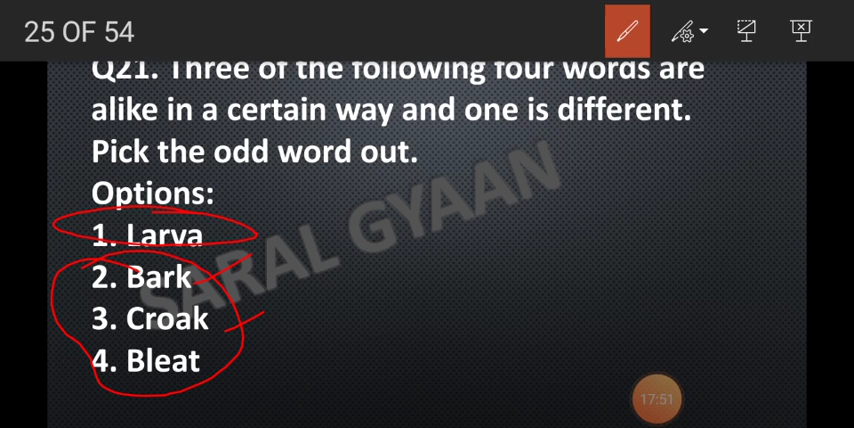 25 OF 54
Q21. Three of the following four words are
alike in a certain way and one is different.
Pick the odd word out.
Options:
1. Larva
2. Bark
3. Croak
4. Bleat
SARAL GYAAN
17:51